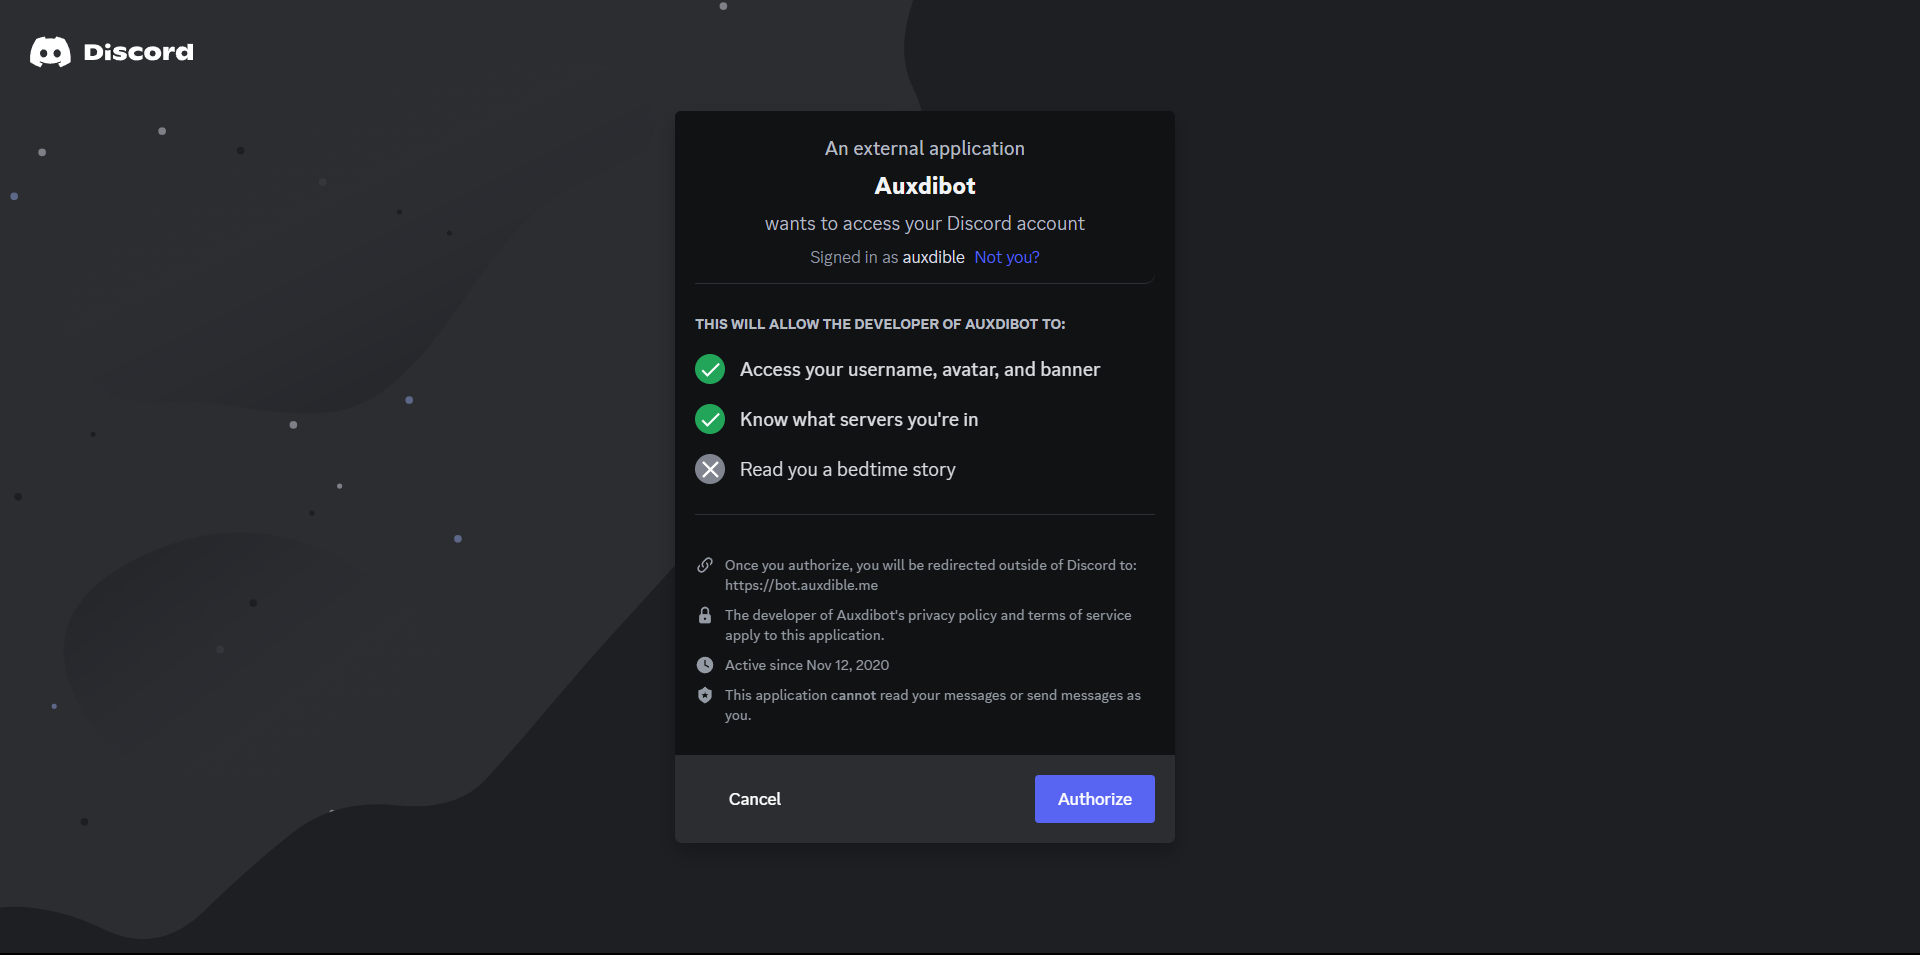 Discord
An external application
Auxdibot
wants to access your Discord account
Signed in as auxdible Not you?
THIS WILL ALLOW THE DEVELOPER OF AUXDIBOT TO:
Access your username, avatar, and banner
Know what servers you're in
Read you a bedtime story
Once you authorize, you will be redirected outside of Discord to:
https://bot.auxdible.me
The developer of Auxdibot's privacy policy and terms of service
apply to this application.
Active since Nov 12, 2020
This application cannot read your messages or send messages as
you.
Cancel
Authorize